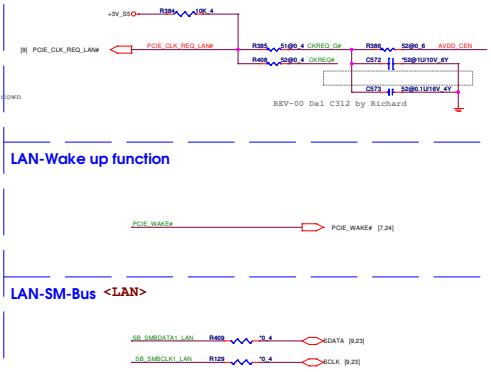 +3V_S5 R384 10K_4
[9] PCIE_CLK_REQ_LAN# PCIE_CLK_REQ_LAN# R385 51@0_4 CKREQ_G# R386 52@0_6 AVDD_CEN
R408 52@0_4 CKREQ# C572 *52@1U/10V_6Y
C573 52@0.1U/16V_4Y
down
REV-00 Del C312 by Richard
LAN-Wake up function
PCIE_WAKE# PCIE_WAKE# [7,24]
LAN-SM-Bus <LAN>
SB_SMBDATA1_LAN R409 *0_4 SDATA [9,23]
SB_SMBCLK1_LAN R129 *0_4 SCLK [9,23]